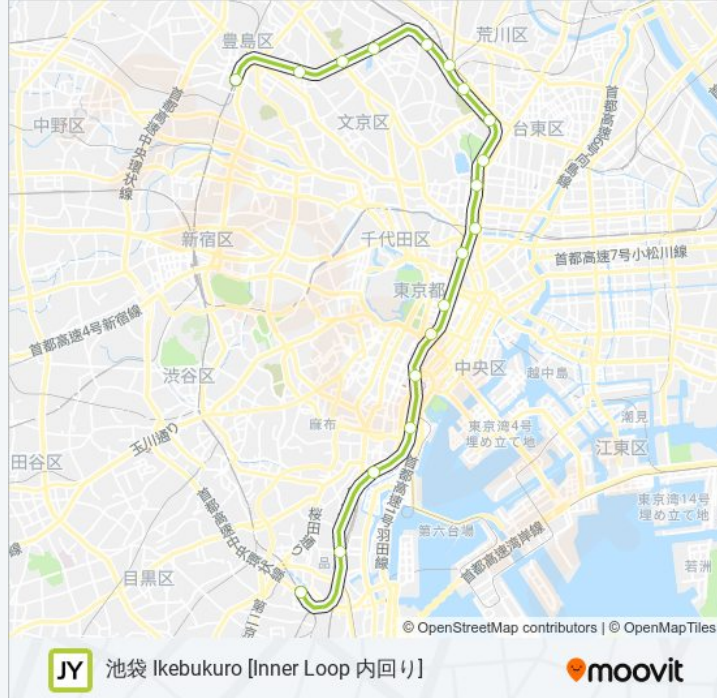 豊島区
荒川区
首都高速中央環状線
首都高速6号向島線
中野区
文京区
台東区
新宿区
千代田区
首都高速7号小松川線
東京都
首都高速4号新宿線
渋谷区
中央区
越中島
麻布
潮見
東京湾4号
埋め立て地
玉川通り
江東区
田谷区
首都高速1号羽田線
東京湾14号
埋め立て地
首都高速中央環状線
桜田通り
第六台場
首都高速湾岸線
品
若洲
目黒区
第二京
© OpenStreetMap contributors | © OpenMapTiles
JY 池袋 Ikebukuro [Inner Loop 内回り]
moovit